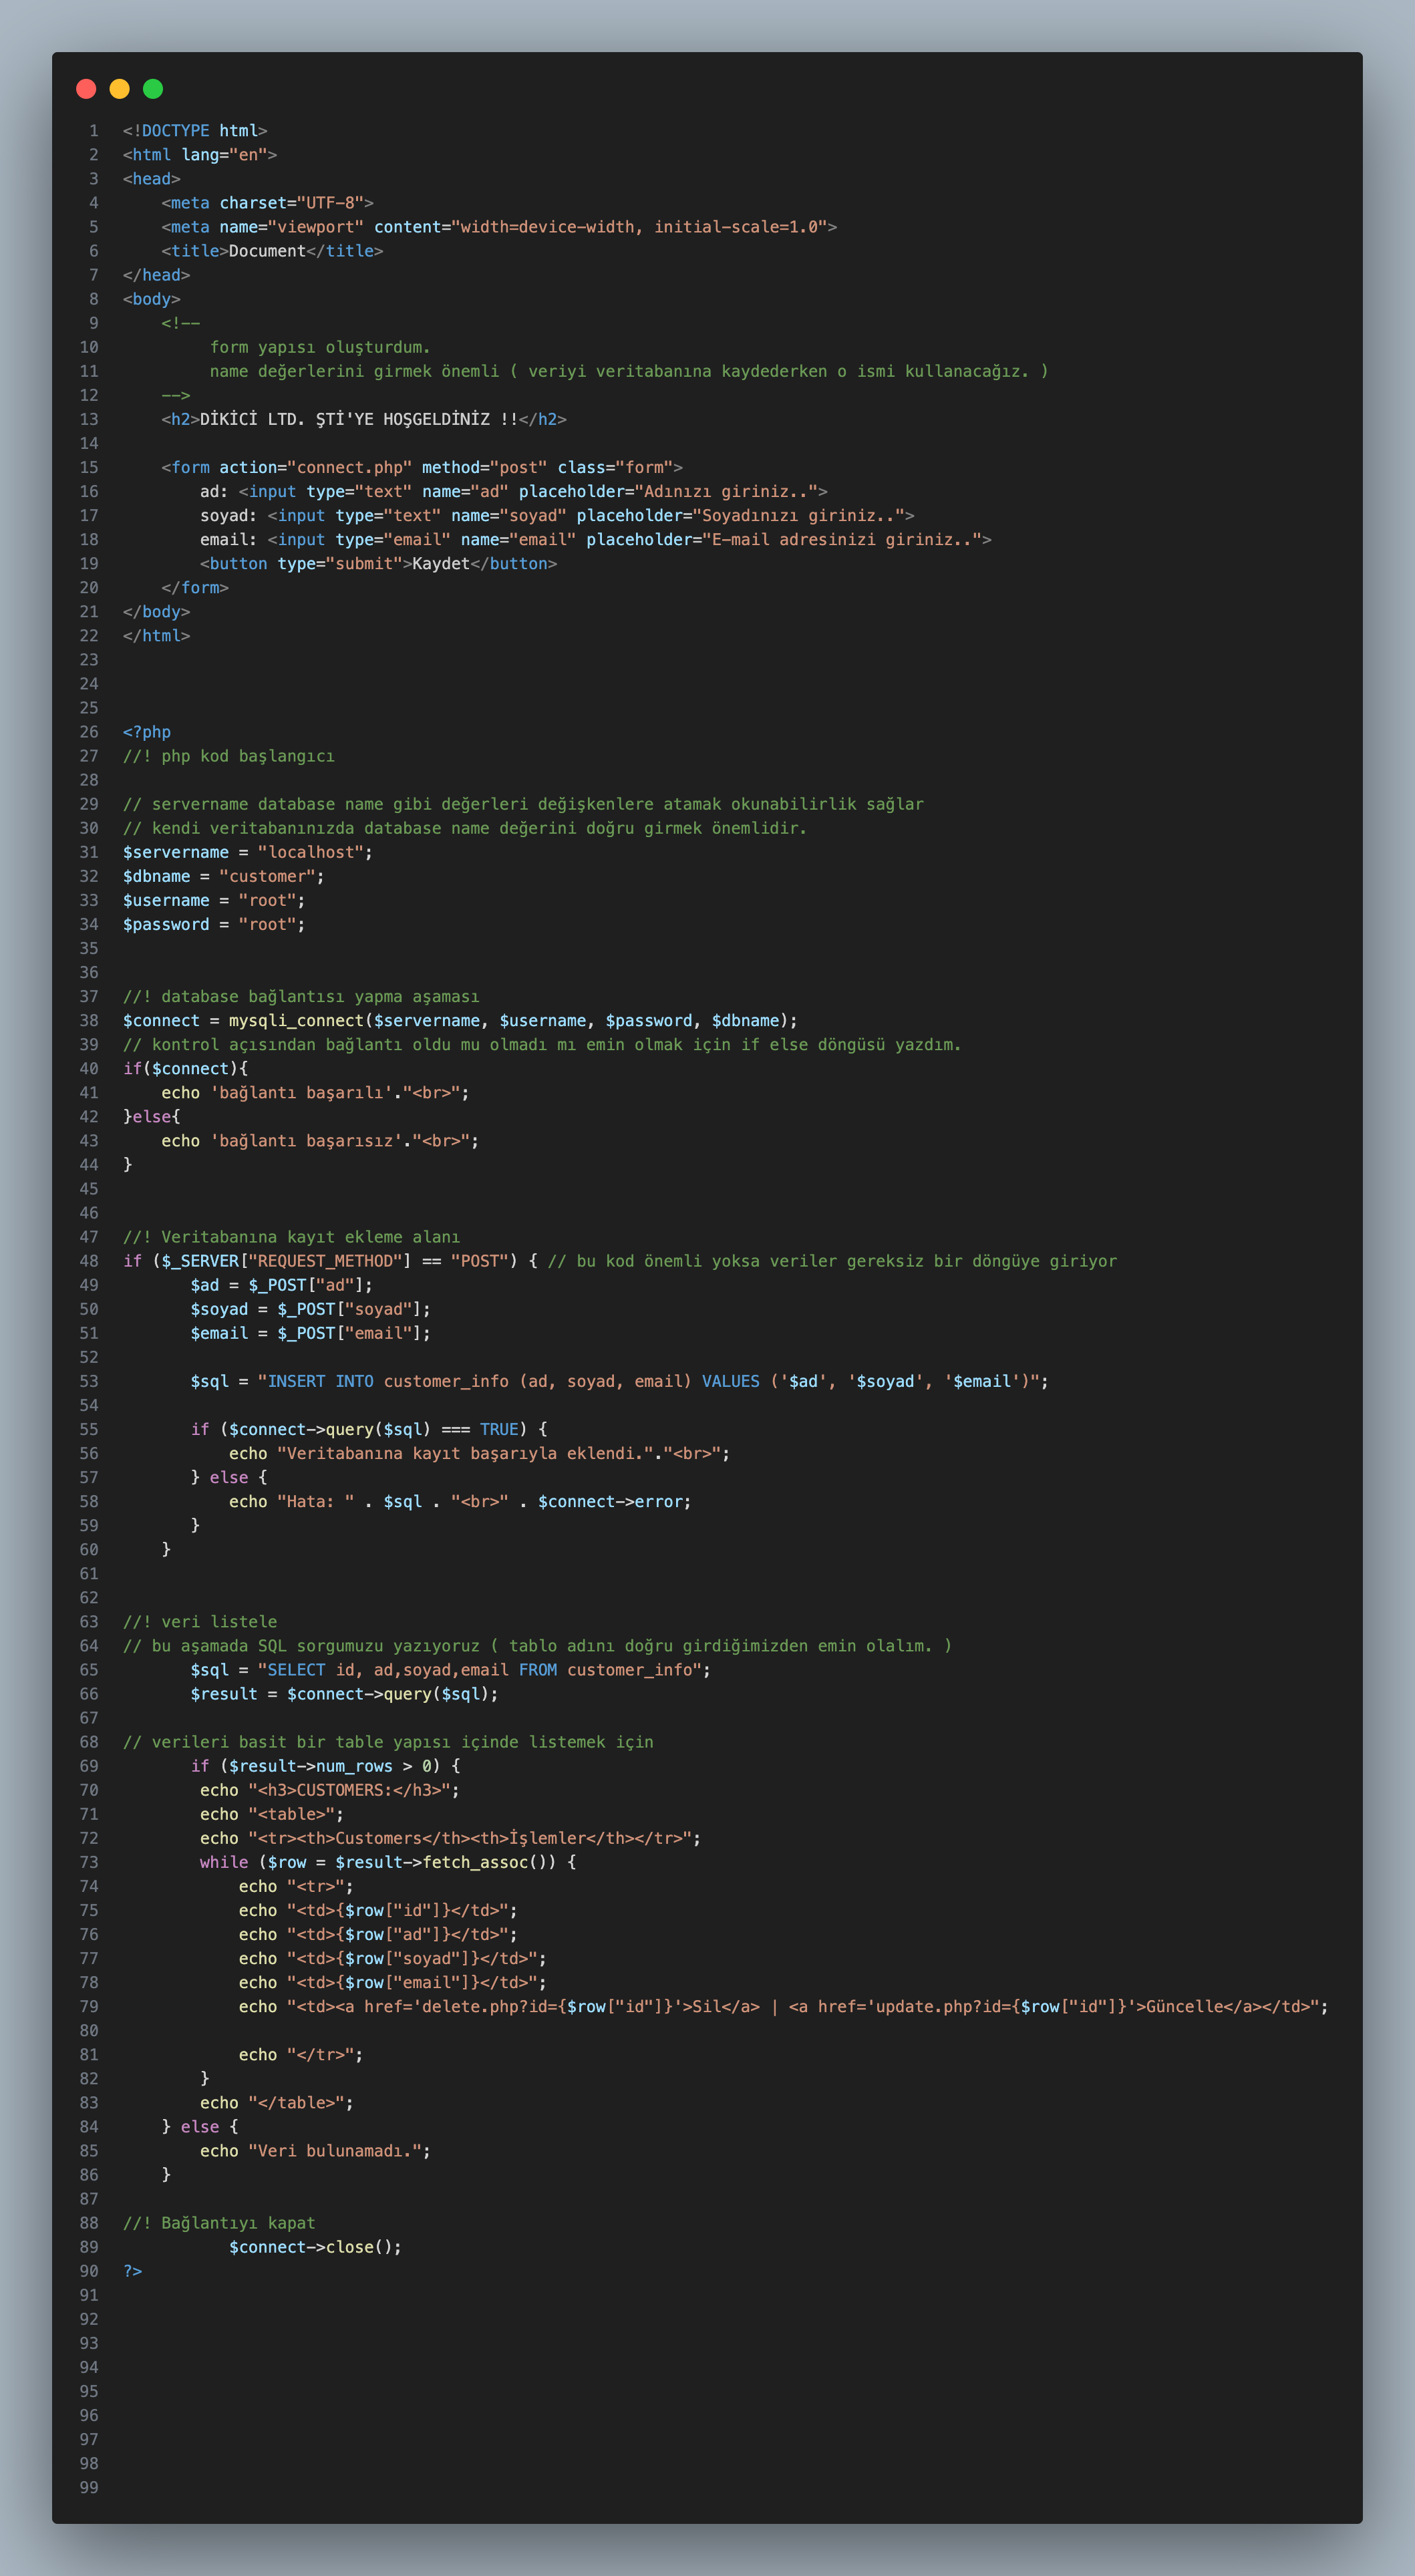 1 <!DOCTYPE html>
2 <html lang="en">
3 <head>
4     <meta charset="UTF-8">
5     <meta name="viewport" content="width=device-width, initial-scale=1.0">
6     <title>Document</title>
7 </head>
8 <body>
9     <!--
10          form yapısı oluşturdum.
11          name değerlerini girmek önemli ( veriyi veritabanına kaydederken o ismi kullanacağız. )
12     -->
13     <h2>DİKİCİ LTD. ŞTİ'YE HOŞGELDİNİZ !!</h2>
14
15     <form action="connect.php" method="post" class="form">
16         ad: <input type="text" name="ad" placeholder="Adınızı giriniz..">
17         soyad: <input type="text" name="soyad" placeholder="Soyadınızı giriniz..">
18         email: <input type="email" name="email" placeholder="E-mail adresinizi giriniz..">
19         <button type="submit">Kaydet</button>
20     </form>
21 </body>
22 </html>
23
24
25
26 <?php
27 //! php kod başlangıcı
28
29 // servername database name gibi değerleri değişkenlere atamak okunabilirlik sağlar
30 // kendi veritabanınızda database name değerini doğru girmek önemlidir.
31 $servername = "localhost";
32 $dbname = "customer";
33 $username = "root";
34 $password = "root";
35
36
37 //! database bağlantısı yapma aşaması
38 $connect = mysqli_connect($servername, $username, $password, $dbname);
39 // kontrol açısından bağlantı oldu mu olmadı mı emin olmak için if else döngüsü yazdım.
40 if($connect){
41     echo 'bağlantı başarılı'."<br>";
42 }else{
43     echo 'bağlantı başarısız'."<br>";
44 }
45
46
47 //! Veritabanına kayıt ekleme alanı
48 if ($_SERVER["REQUEST_METHOD"] == "POST") { // bu kod önemli yoksa veriler gereksiz bir döngüye giriyor
49        $ad = $_POST["ad"];
50        $soyad = $_POST["soyad"];
51        $email = $_POST["email"];
52
53        $sql = "INSERT INTO customer_info (ad, soyad, email) VALUES ('$ad', '$soyad', '$email')";
54
55        if ($connect->query($sql) === TRUE) {
56            echo "Veritabanına kayıt başarıyla eklendi."."<br>";
57        } else {
58            echo "Hata: " . $sql . "<br>" . $connect->error;
59        }
60     }
61
62
63 //! veri listele
64 // bu aşamada SQL sorgumuzu yazıyoruz ( tablo adını doğru girdiğimizden emin olalım. )
65        $sql = "SELECT id, ad,soyad,email FROM customer_info";
66        $result = $connect->query($sql);
67
68 // verileri basit bir table yapısı içinde listemek için
69        if ($result->num_rows > 0) {
70         echo "<h3>CUSTOMERS:</h3>";
71         echo "<table>";
72         echo "<tr><th>Customers</th><th>İşlemler</th></tr>";
73         while ($row = $result->fetch_assoc()) {
74             echo "<tr>";
75             echo "<td>{$row["id"]}</td>";
76             echo "<td>{$row["ad"]}</td>";
77             echo "<td>{$row["soyad"]}</td>";
78             echo "<td>{$row["email"]}</td>";
79             echo "<td><a href='delete.php?id={$row["id"]}'>Sil</a> | <a href='update.php?id={$row["id"]}'>Güncelle</a></td>";
80
81             echo "</tr>";
82         }
83         echo "</table>";
84     } else {
85         echo "Veri bulunamadı.";
86     }
87
88 //! Bağlantıyı kapat
89            $connect->close();
90 ?>
91
92
93
94
95
96
97
98
99